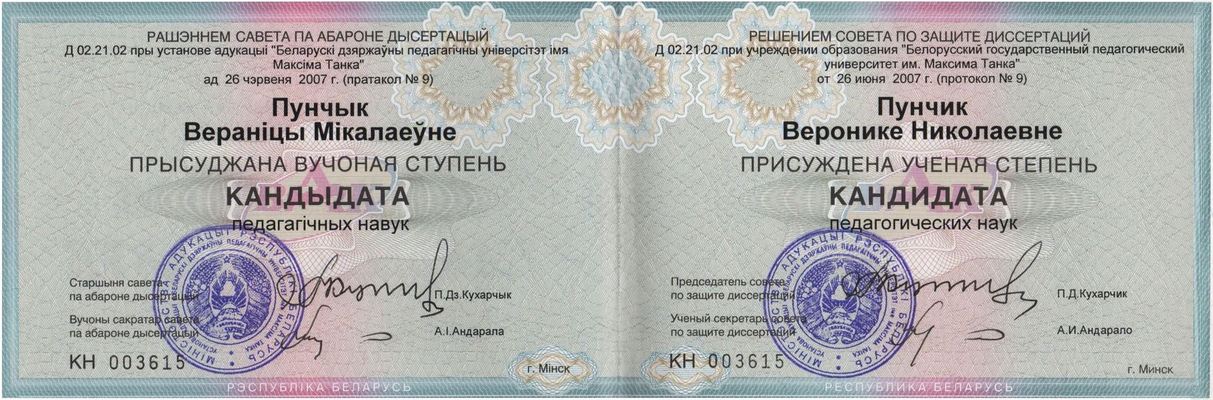 РАШЭННЕМ САВЕТА ПА АБАРОНЕ ДЫСЕРТАЦЫЙ
Д 02.21.02 пры установе адукацыі "Беларускі дзяржаўны педагагічны універсітэт імя
Максіма Танка"
ад 26 чэрвеня 2007 г. (пратакол № 9)
Пунчык
Вераніцы Мікалаеўне
ПРЫСУДЖАНА ВУЧОНАЯ СТУПЕНЬ
КАНДЫДАТА
педагагічных навук
Старшыня савета
па абароне дысертацый
П.Дз.Кухарчык
Вучоны сакратар савета
па абароне дысертацый
А.І.Андарала
КН 003615
г. Мінск
РЭСПУБЛІКА БЕЛАРУСЬ
РЕШЕНИЕМ СОВЕТА ПО ЗАЩИТЕ ДИССЕРТАЦИЙ
Д 02.21.02 при учреждении образования "Белорусский государственный педагогический
университет им. Максима Танка"
от 26 июня 2007 г. (протокол № 9)
Пунчик
Веронике Николаевне
ПРИСУЖДЕНА УЧЕНАЯ СТЕПЕНЬ
КАНДИДАТА
педагогических наук
Председатель совета
по защите диссертаций
П.Д.Кухарчик
Ученый секретарь совета
по защите диссертаций
А.И.Андарало
КН 003615
г. Минск
РЕСПУБЛИКА БЕЛАРУСЬ
МІНІСТЭРСТВА АДУКАЦЫІ РЭСПУБЛІКІ БЕЛАРУСЬ